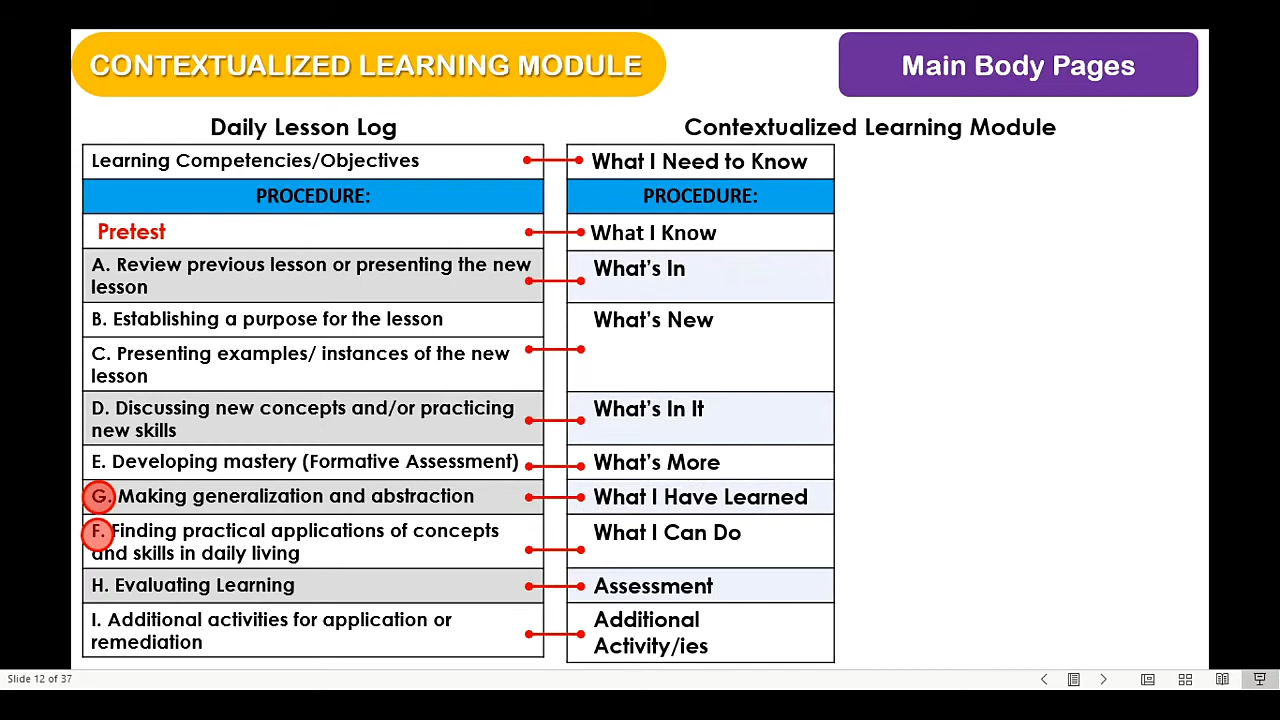 CONTEXTUALIZED LEARNING MODULE
Main Body Pages
Daily Lesson Log
Contextualized Learning Module
Learning Competencies/Objectives
What I Need to Know
PROCEDURE:
PROCEDURE:
Pretest
What I Know
A. Review previous lesson or presenting the new
lesson
What's In
B. Establishing a purpose for the lesson
What's New
C. Presenting examples/ instances of the new
lesson
D. Discussing new concepts and/or practicing
new skills
What's In It
E. Developing mastery (Formative Assessment)
What's More
G. Making generalization and abstraction
What I Have Learned
F. Finding practical applications of concepts
and skills in daily living
What I Can Do
H. Evaluating Learning
Assessment
I. Additional activities for application or
remediation
Additional
Activity/ies
Slide 12 of 37